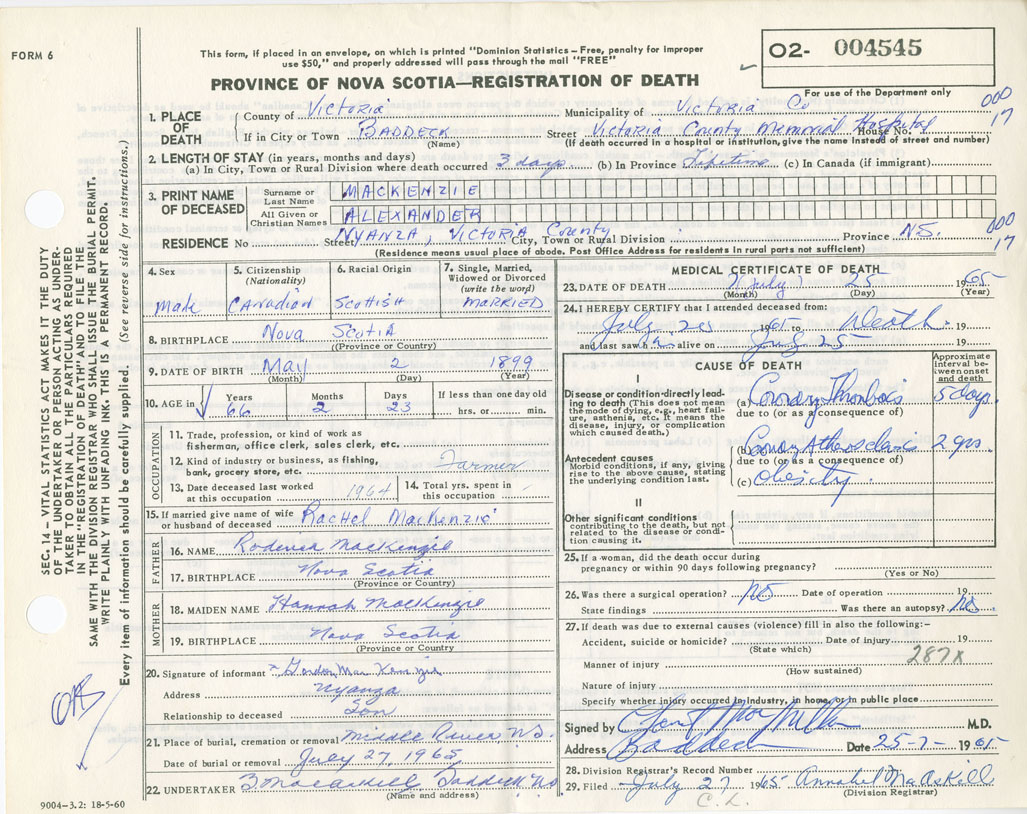 FORM 6
This form, if placed in an envelope, on which is printed "Dominion Statistics – Free, penalty for improper
use $50," and properly addressed will pass through the mail "FREE"
PROVINCE OF NOVA SCOTIA—REGISTRATION OF DEATH
O2- 004545
For use of the Department only
SEC. 14 – VITAL STATISTICS ACT MAKES IT THE DUTY
OF THE UNDERTAKER OR PERSON ACTING AS UNDER-
TAKER TO OBTAIN ALL THE PARTICULARS REQUIRED
IN THE "REGISTRATION OF DEATH" AND TO FILE THE
SAME WITH THE DIVISION REGISTRAR WHO SHALL ISSUE THE BURIAL PERMIT.
WRITE PLAINLY WITH UNFADING INK. THIS IS A PERMANENT RECORD.
Every item of information should be carefully supplied. (See reverse side for instructions.)
1. PLACE OF DEATH
County of Victoria Municipality of Victoria Co 000 17
If in City or Town BADDECK (Name) Street Victoria County Memorial Hospital House No.
(If death occurred in a hospital or institution, give the name instead of street and number)
2. LENGTH OF STAY (in years, months and days)
(a) In City, Town or Rural Division where death occurred 3 days (b) In Province Lifetime (c) In Canada (if immigrant)
3. PRINT NAME OF DECEASED
Surname or Last Name MACKENZIE
All Given or Christian Names ALEXANDER
RESIDENCE No Street NYANZA, VICTORIA County City, Town or Rural Division Province N.S. 000 17
(Residence means usual place of abode. Post Office Address for residents in rural parts not sufficient)
4. Sex Male
5. Citizenship (Nationality) CANADIAN
6. Racial Origin Scottish
7. Single, Married, Widowed or Divorced (write the word) MARRIED
8. BIRTHPLACE Nova Scotia
(Province or Country)
9. DATE OF BIRTH May 2 1899
(Month) (Day) (Year)
10. AGE in Years 66 Months 2 Days 23 If less than one day old hrs. or min.
OCCUPATION
11. Trade, profession, or kind of work as
fisherman, office clerk, sales clerk, etc.
12. Kind of industry or business, as fishing,
bank, grocery store, etc. Farmer
13. Date deceased last worked
at this occupation 1964
14. Total yrs. spent in
this occupation
15. If married give name of wife
or husband of deceased Rachel MacKenzie
FATHER
16. NAME Roderick MacKenzie
17. BIRTHPLACE Nova Scotia
(Province or Country)
MOTHER
18. MAIDEN NAME Hannah MacKenzie
19. BIRTHPLACE Nova Scotia
(Province or Country)
20. Signature of informant Gordon MacKenzie
Address Nyanza
Relationship to deceased Son
21. Place of burial, cremation or removal Middle River N.S.
Date of burial or removal July 27, 1965
22. UNDERTAKER Baddeck N.S.
(Name and address)
9004–3.2: 18-5-60
MEDICAL CERTIFICATE OF DEATH
23. DATE OF DEATH July 25 1965
(Month) (Day) (Year)
24. I HEREBY CERTIFY that I attended deceased from:
July 1965 to Death 19
and last saw h alive on July 25 19
CAUSE OF DEATH
Approximate interval between onset and death
I
Disease or condition directly lead-
ing to death (This does not mean
the mode of dying, e.g., heart fail-
ure, asthenia, etc. It means the
disease, injury, or complication
which caused death.)
(a) Coronary Thrombosis 5 days
due to (or as a consequence of)
Antecedent causes
Morbid conditions, if any, giving
rise to the above cause, stating
the underlying condition last.
(b) Coronary Atherosclerosis 2 yrs
due to (or as a consequence of)
(c) Obesity
II
Other significant conditions
contributing to the death, but not
related to the disease or condi-
tion causing it.
25. If a woman, did the death occur during
pregnancy or within 90 days following pregnancy?
(Yes or No)
26. Was there a surgical operation? No Date of operation 19
State findings Was there an autopsy? No
27. If death was due to external causes (violence) fill in also the following:–
Accident, suicide or homicide? Date of injury 19
(State which)
287X
Manner of injury
(How sustained)
Nature of injury
Specify whether injury occurred in industry, in home, or in public place
Signed by M.D.
Address Baddeck Date 25-7- 1965
28. Division Registrar's Record Number
29. Filed July 27 1965 Annabel MacAskill
C.L. (Division Registrar)